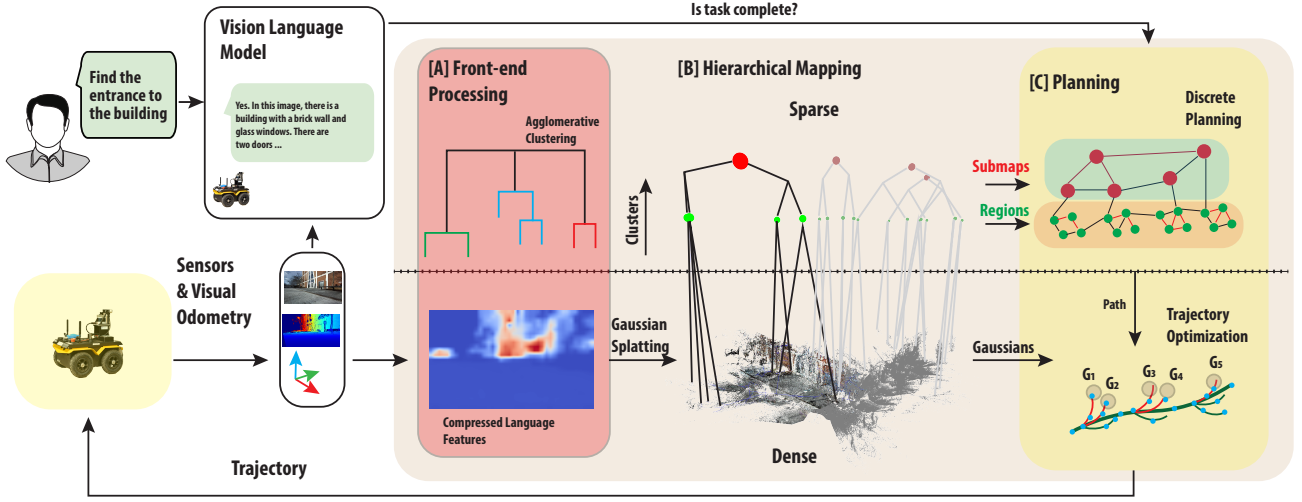 Is task complete?
Vision Language
Model
Find the
entrance to
the building
Yes. In this image, there is a
building with a brick wall and
glass windows. There are
two doors ...
[A] Front-end
Processing
Agglomerative
Clustering
[B] Hierarchical Mapping
Sparse
Clusters
[C] Planning
Discrete
Planning
Submaps
Regions
Sensors
& Visual
Odometry
Compressed Language
Features
Gaussian
Splatting
Dense
Gaussians
Path
Trajectory
Optimization
G1
G2
G3
G4
G5
Trajectory